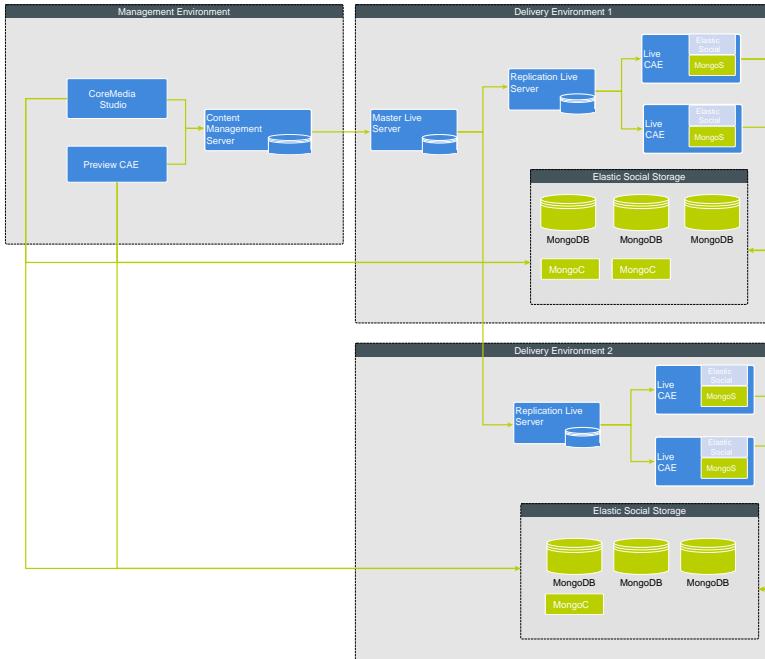 Management Environment
CoreMedia
Studio
Preview CAE
Content
Management
Server
Delivery Environment 1
Master Live
Server
Replication Live
Server
Live
CAE
Elastic
Social
MongoS
Live
CAE
Elastic
Social
MongoS
Elastic Social Storage
MongoDB
MongoDB
MongoDB
MongoC
MongoC
Delivery Environment 2
Replication Live
Server
Live
CAE
Elastic
Social
MongoS
Live
CAE
Elastic
Social
MongoS
Elastic Social Storage
MongoDB
MongoDB
MongoDB
MongoC